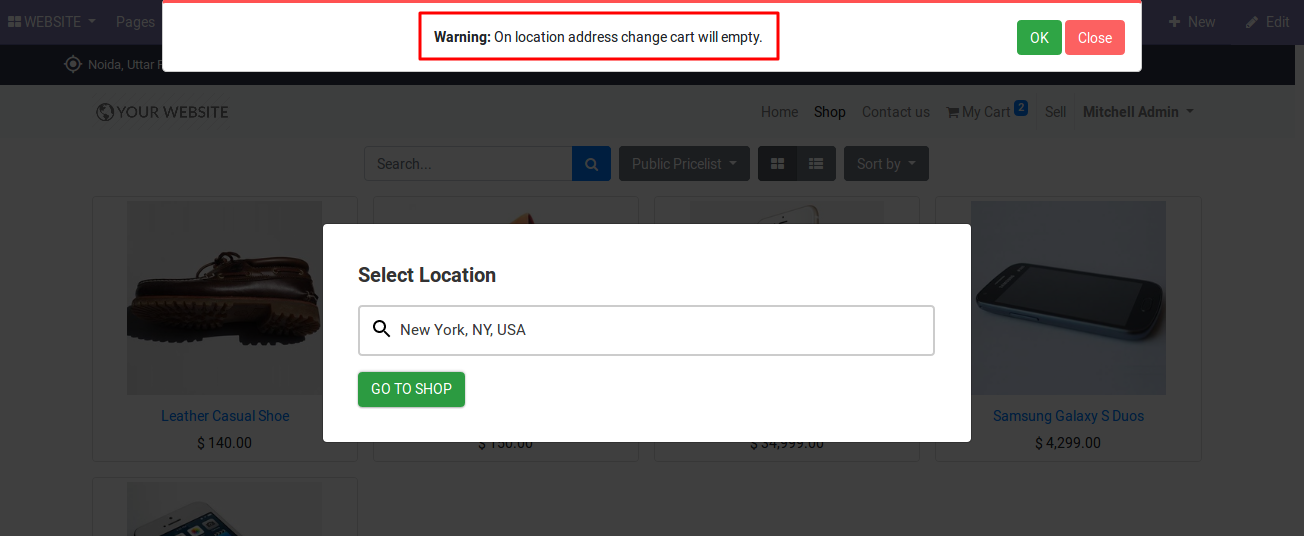 WEBSITE Pages
Warning: On location address change cart will empty. OK Close
New Edit
Noida, Uttar
YOUR WEBSITE
Home Shop Contact us My Cart 2 Sell Mitchell Admin
Search... Public Pricelist Sort by
Select Location
New York, NY, USA
GO TO SHOP
Leather Casual Shoe Samsung Galaxy S Duos
$ 140.00 $ 150.00 $ 34,999.00 $ 4,299.00